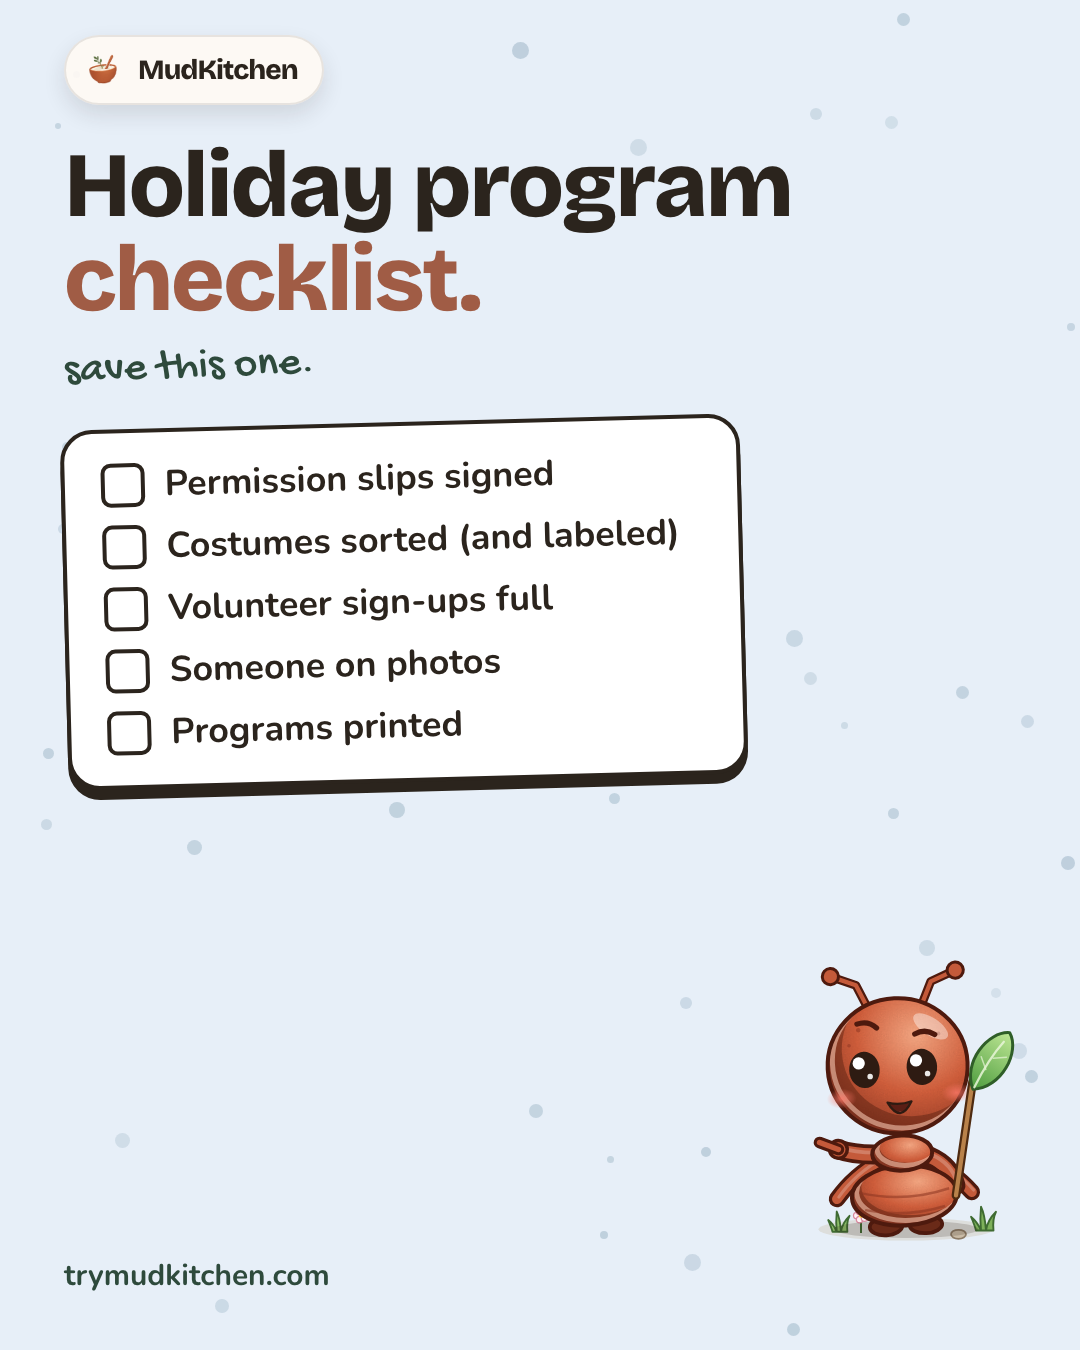 MudKitchen
Holiday program
checklist.
save this one.
Permission slips signed
Costumes sorted (and labeled)
Volunteer sign-ups full
Someone on photos
Programs printed
trymudkitchen.com